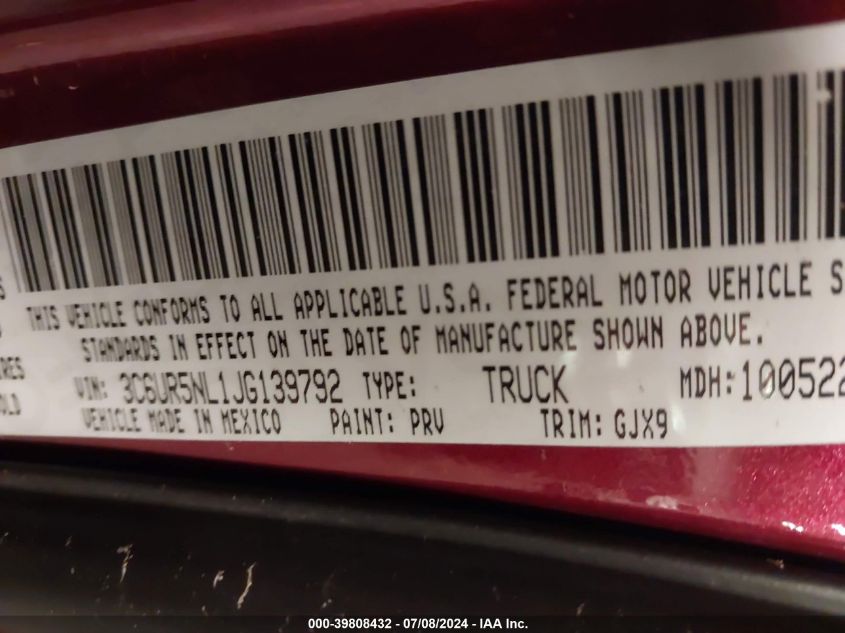 THIS VEHICLE CONFORMS TO ALL APPLICABLE U.S.A. FEDERAL MOTOR VEHICLE S
STANDARDS IN EFFECT ON THE DATE OF MANUFACTURE SHOWN ABOVE.
VIN: 3C6UR5NL1JG139792 TYPE: TRUCK MDH: 100522
VEHICLE MADE IN MEXICO PAINT: PRV TRIM: GJX9
S
IRES
OLD
000-39808432 - 07/08/2024 - IAA Inc.